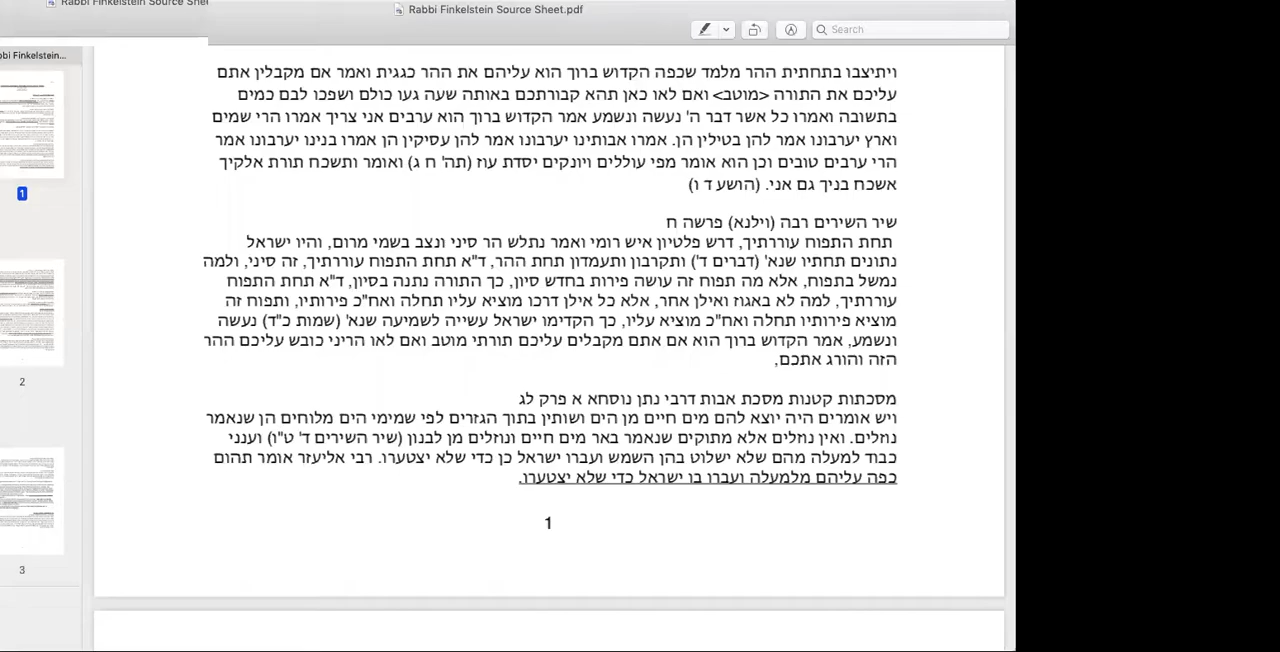 Rabbi Finkelstein Source Shee
Rabbi Finkelstein Source Sheet.pdf
Search
bbi Finkelstein...
ויתיצבו בתחתית ההר מלמד שכפה הקדוש ברוך הוא עליהם את ההר כגגית ואמר אם מקבלין אתם
עליכם את התורה <מוטב> ואם לאו כאן תהא קבורתכם באותה שעה געו כולם ושפכו לבם כמים
בתשובה ואמרו כל אשר דבר ה' נעשה ונשמע אמר הקדוש ברוך הוא ערבים אני צריך אמרו הרי שמים
וארץ יערבונו אמר להן בטילין הן. אמרו אבותינו יערבונו אמר להן עסיקין הן אמרו בנינו יערבונו אמר
הרי ערבים טובים וכן הוא אומר מפי עוללים ויונקים יסדת עוז (תה' ח ג) ואומר ותשכח תורת אלקיך
אשכח בניך גם אני. (הושע ד ו)
שיר השירים רבה (וילנא) פרשה ח
תחת התפוח עוררתיך, דרש פלטיון איש רומי ואמר נתלש הר סיני ונצב בשמי מרום, והיו ישראל
נתונים תחתיו שנא' (דברים ד') ותקרבון ותעמדון תחת ההר, ד"א תחת התפוח עוררתיך, זה סיני, ולמה
נמשל בתפוח, אלא מה תפוח זה עושה פירות בחדש סיון, כך התורה נתנה בסיון, ד"א תחת התפוח
עוררתיך, למה לא באגוז ואילן אחר, אלא כל אילן דרכו מוציא עליו תחלה ואח"כ פירותיו, ותפוח זה
מוציא פירותיו תחלה ואח"כ מוציא עליו, כך הקדימו ישראל עשייה לשמיעה שנא' (שמות כ"ד) נעשה
ונשמע, אמר הקדוש ברוך הוא אם אתם מקבלים עליכם תורתי מוטב ואם לאו הריני כובש עליכם ההר
הזה והורג אתכם,
מסכתות קטנות מסכת אבות דרבי נתן נוסחא א פרק לג
ויש אומרים היה יוצא להם מים חיים מן הים ושותין בתוך הגזרים לפי שמימי הים מלוחים הן שנאמר
נוזלים. ואין נוזלים אלא מתוקים שנאמר באר מים חיים ונוזלים מן לבנון (שיר השירים ד' ט"ו) וענני
כבוד למעלה מהם שלא ישלוט בהן השמש ועברו ישראל כן כדי שלא יצטערו. רבי אליעזר אומר תהום
כפה עליהם מלמעלה ועברו בו ישראל כדי שלא יצטערו.
1
1
2
3